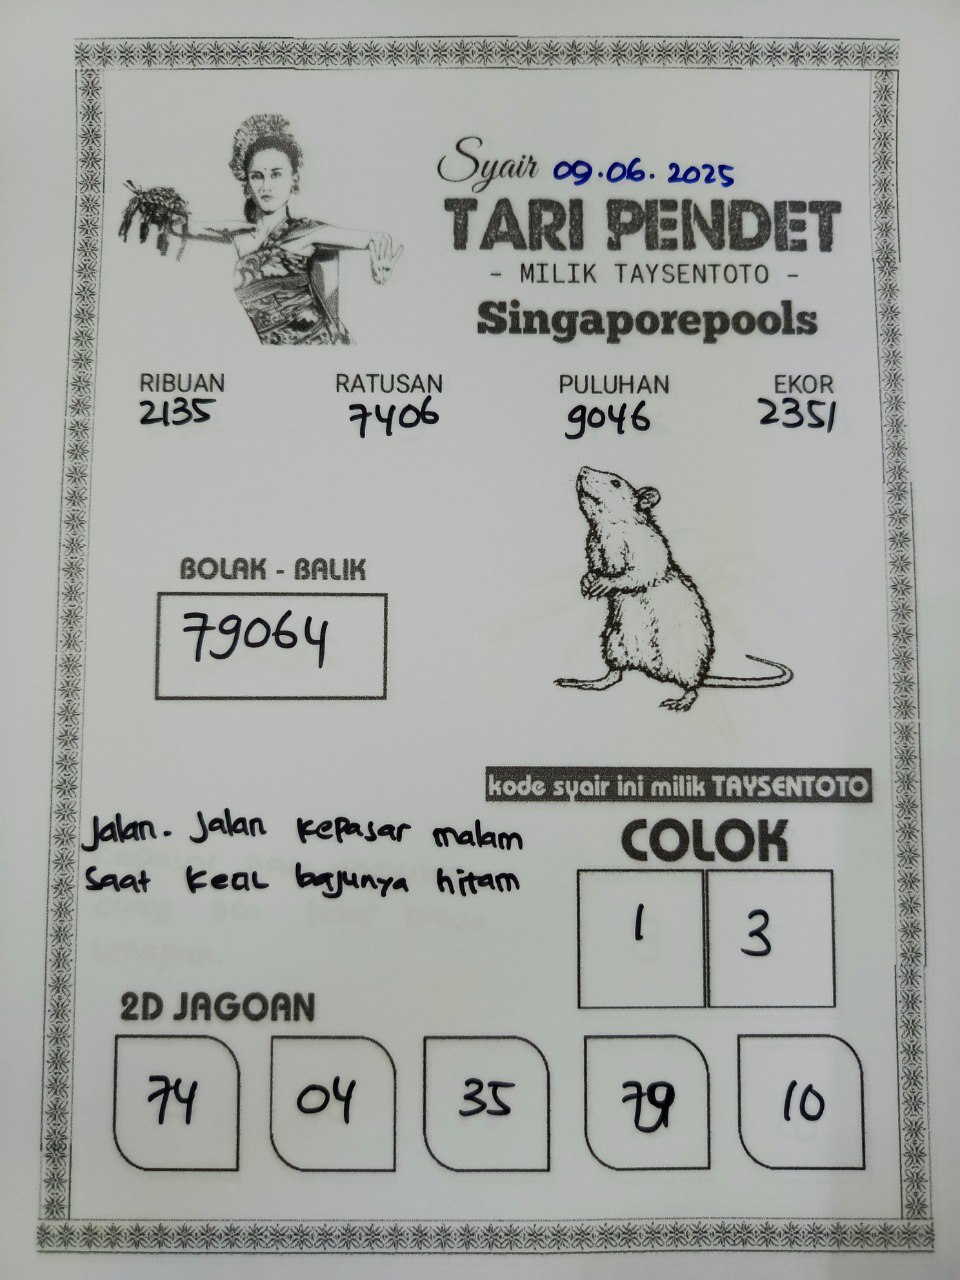 Syair 09.06.2025
TARI PENDET
- MILIK TAYSENTOTO -
Singaporepools
RIBUAN RATUSAN PULUHAN EKOR
2135 7406 9046 2351
BOLAK - BALIK
79064
kode syair ini milik TAYSENTOTO
Jalan. Jalan kepasar malam
Saat keal bajunya hitam
COLOK
1 3
2D JAGOAN
74 04 35 79 10